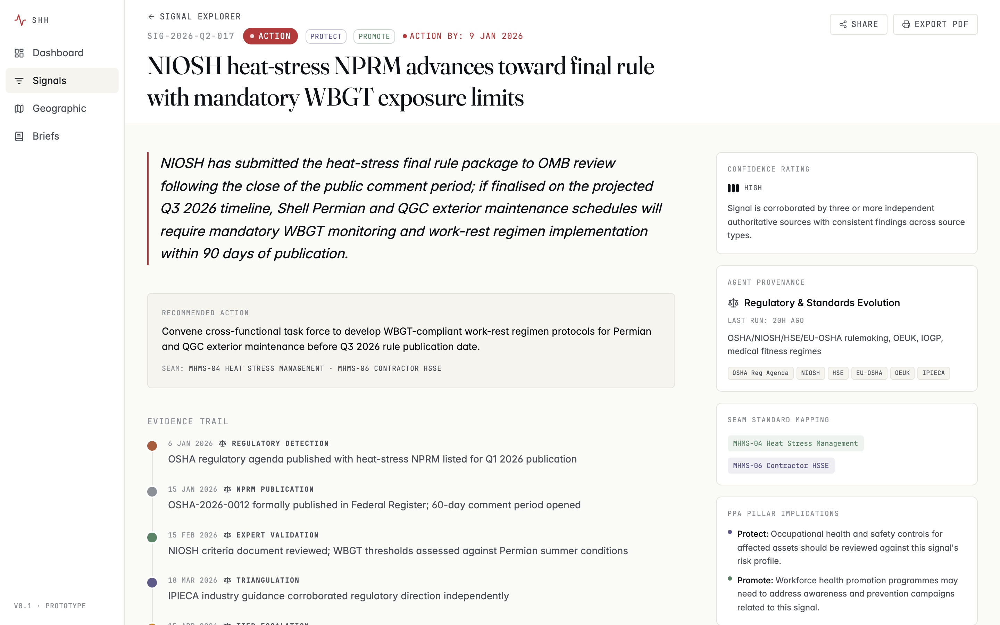 SHH
Dashboard
Signals
Geographic
Briefs
V0.1 · PROTOTYPE
← SIGNAL EXPLORER
SIG-2026-Q2-017 ACTION PROTECT PROMOTE ACTION BY: 9 JAN 2026
SHARE
EXPORT PDF
NIOSH heat-stress NPRM advances toward final rule
with mandatory WBGT exposure limits
NIOSH has submitted the heat-stress final rule package to OMB review
following the close of the public comment period; if finalised on the projected
Q3 2026 timeline, Shell Permian and QGC exterior maintenance schedules will
require mandatory WBGT monitoring and work-rest regimen implementation
within 90 days of publication.
RECOMMENDED ACTION
Convene cross-functional task force to develop WBGT-compliant work-rest regimen protocols for Permian
and QGC exterior maintenance before Q3 2026 rule publication date.
SEAM: MHMS-04 HEAT STRESS MANAGEMENT · MHMS-06 CONTRACTOR HSSE
EVIDENCE TRAIL
6 JAN 2026 REGULATORY DETECTION
OSHA regulatory agenda published with heat-stress NPRM listed for Q1 2026 publication
15 JAN 2026 NPRM PUBLICATION
OSHA-2026-0012 formally published in Federal Register; 60-day comment period opened
15 FEB 2026 EXPERT VALIDATION
NIOSH criteria document reviewed; WBGT thresholds assessed against Permian summer conditions
18 MAR 2026 TRIANGULATION
IPIECA industry guidance corroborated regulatory direction independently
15 APR 2026 TIER ESCALATION
CONFIDENCE RATING
HIGH
Signal is corroborated by three or more independent
authoritative sources with consistent findings across source
types.
AGENT PROVENANCE
Regulatory & Standards Evolution
LAST RUN: 20H AGO
OSHA/NIOSH/HSE/EU-OSHA rulemaking, OEUK, IOGP,
medical fitness regimes
OSHA Reg Agenda NIOSH HSE EU-OSHA OEUK IPIECA
SEAM STANDARD MAPPING
MHMS-04 Heat Stress Management
MHMS-06 Contractor HSSE
PPA PILLAR IMPLICATIONS
Protect: Occupational health and safety controls for
affected assets should be reviewed against this signal's
risk profile.
Promote: Workforce health promotion programmes may
need to address awareness and prevention campaigns
related to this signal.